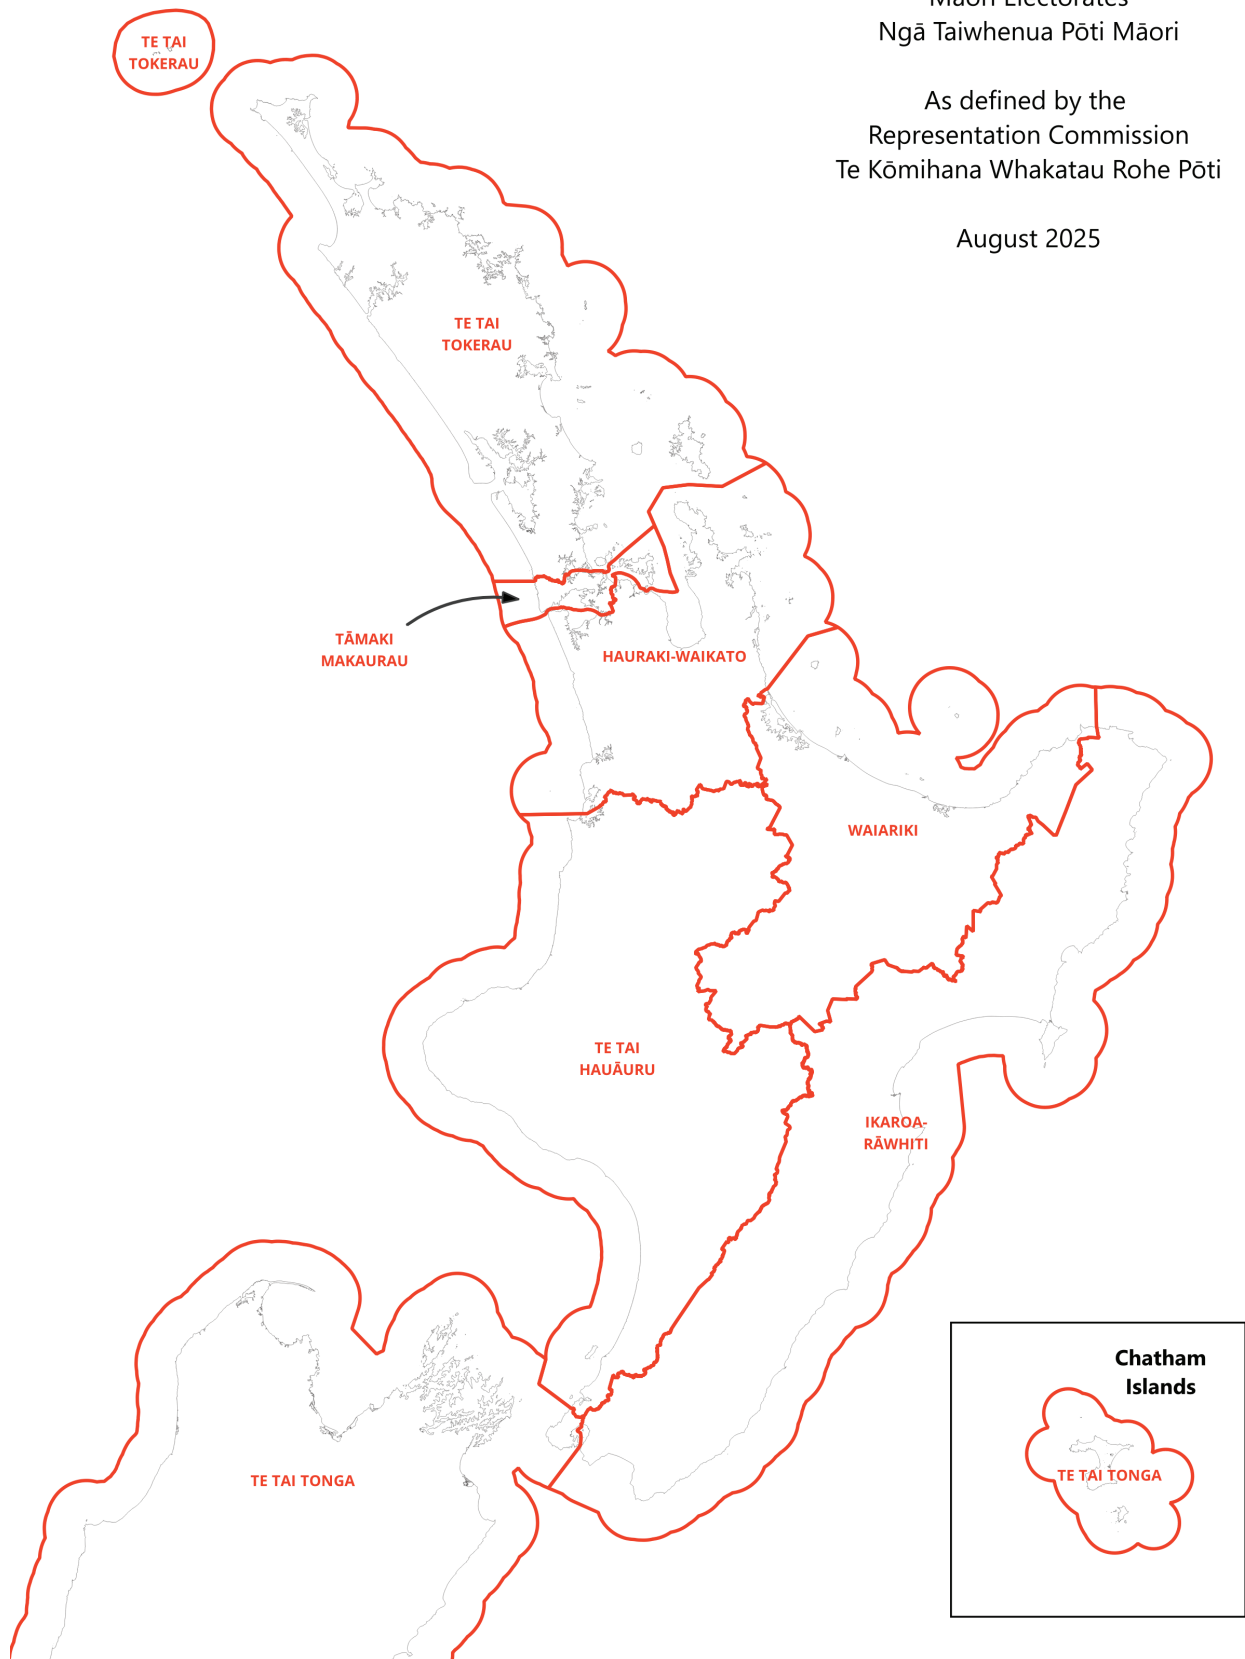 Māori Electorates
Ngā Taiwhenua Pōti Māori
As defined by the
Representation Commission
Te Kōmihana Whakatau Rohe Pōti
August 2025
TE TAI
TOKERAU
TE TAI
TOKERAU
TĀMAKI
MAKAURAU
HAURAKI-WAIKATO
WAIARIKI
TE TAI
HAUĀURU
IKAROA-
RĀWHITI
TE TAI TONGA
Chatham
Islands
TE TAI TONGA